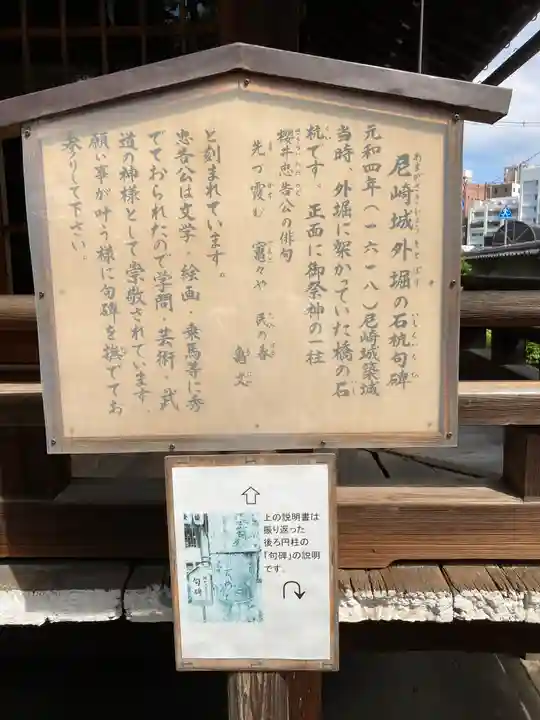 尼崎城外堀の石杭句碑
元和四年(一六一八)尼崎城築城
当時、外堀に架かっていた橋の石
杭です。正面に御祭神の一柱
櫻井忠告公の俳句
先づ霞む 竃々や 民の春
亀文
と刻まれています。
忠告公は文学・絵画・乗馬等に秀
でておられたので学問・芸術・武
道の神様として崇敬されています。
願い事が叶う様に句碑を撫でてお
参りして下さい。
上の説明書は
振り返った
後ろ円柱の
「句碑」の説明
です。
句碑